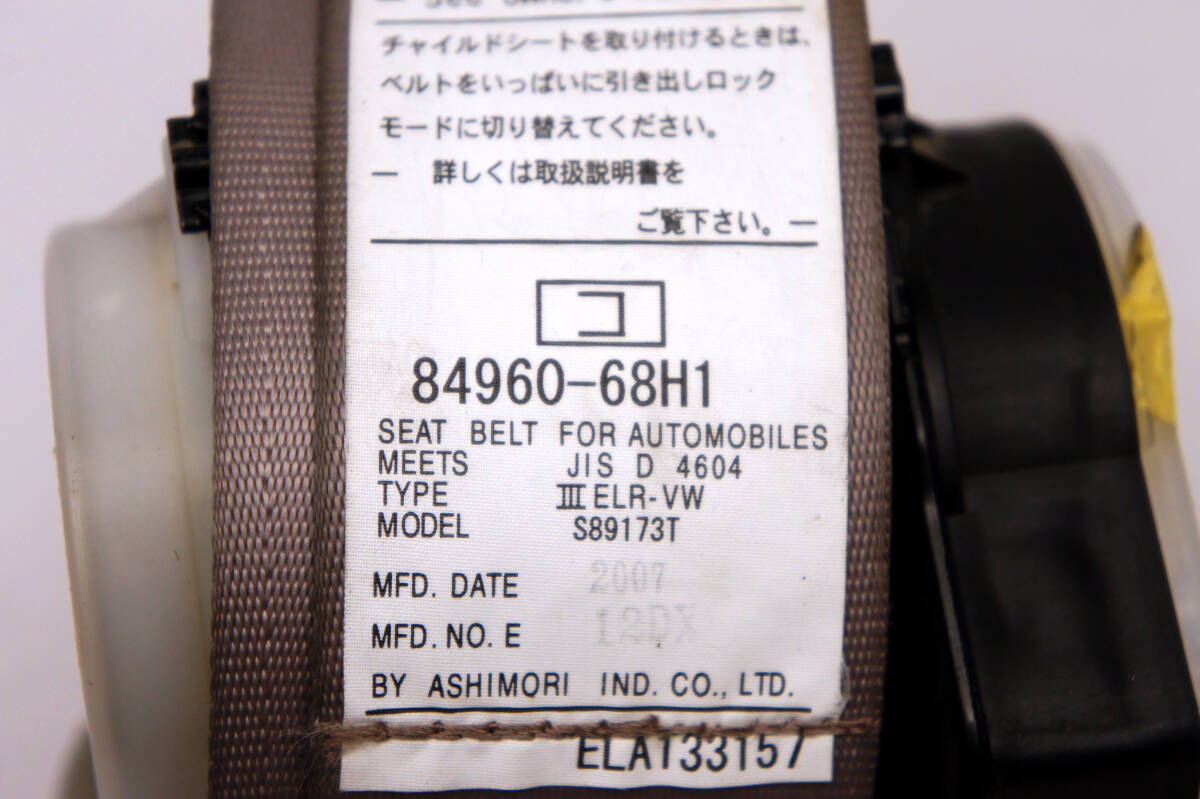 チャイルドシートを取り付けるときは、
ベルトをいっぱいに引き出しロック
モードに切り替えてください。
— 詳しくは取扱説明書を
ご覧下さい。—
コ
84960-68H1
SEAT BELT FOR AUTOMOBILES
MEETS JIS D 4604
TYPE III ELR-VW
MODEL S89173T
MFD. DATE 2007
MFD. NO. E 12DX
BY ASHIMORI IND. CO., LTD.
ELA133157